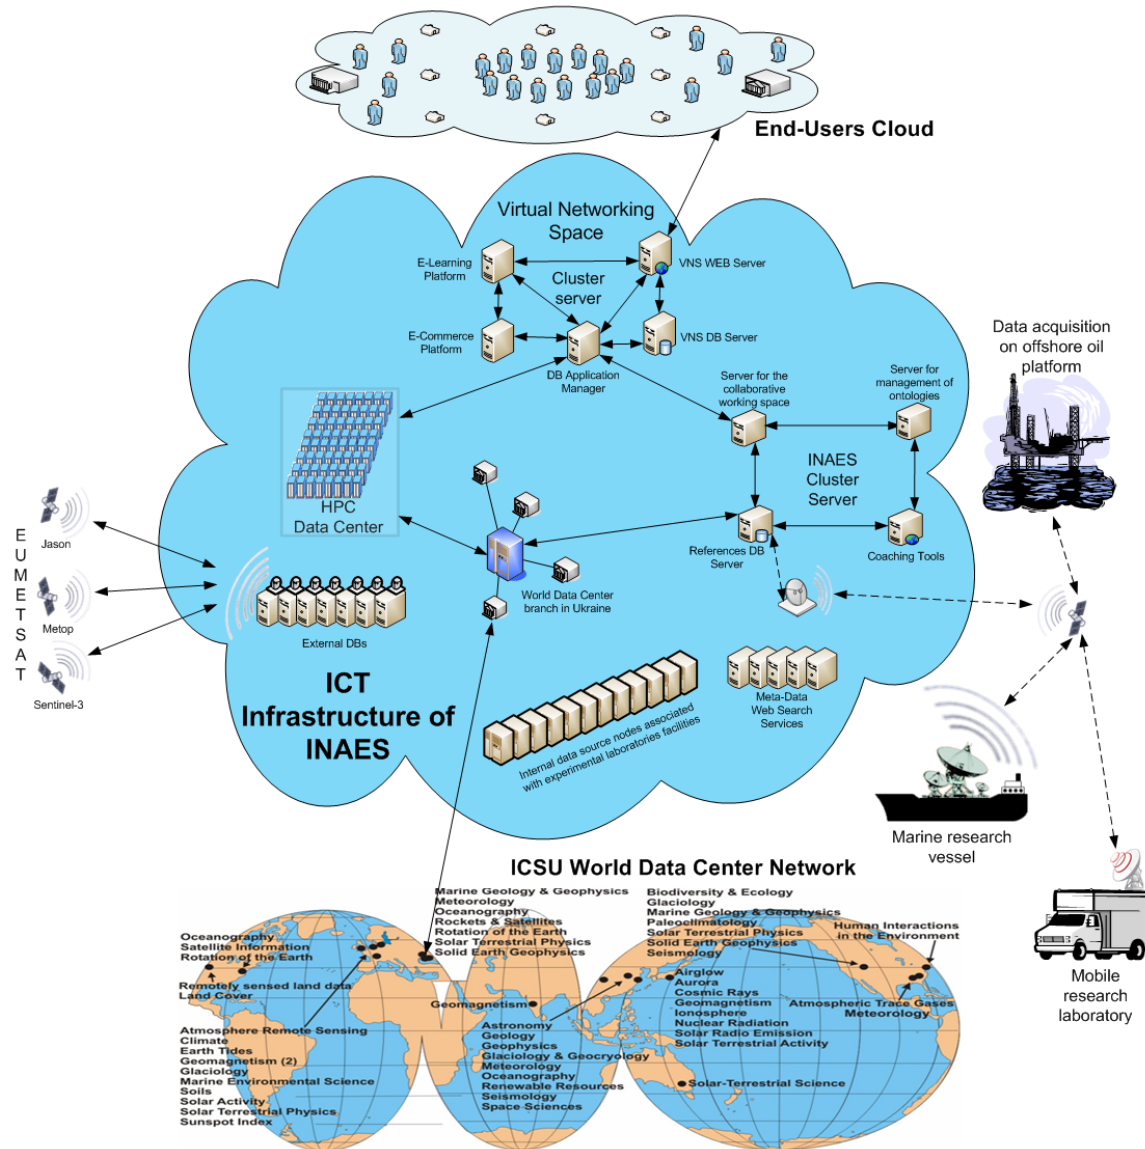 End-Users Cloud
Virtual Networking
Space
E-Learning
Platform
VNS WEB Server
Cluster
server
E-Commerce
Platform
VNS DB Server
DB Application
Manager
Server for the
collaborative
working space
Server for
management of
ontologies
Data acquisition
on offshore oil
platform
HPC
Data Center
INAES
Cluster
Server
References DB
Server
Coaching Tools
World Data Center
branch in Ukraine
EUMETSAT
Jason
Metop
Sentinel-3
External DBs
ICT
Infrastructure of
INAES
Meta-Data
Web Search
Services
Internal data source nodes associated
with experimental laboratories facilities
Marine research
vessel
Mobile
research
laboratory
ICSU World Data Center Network
Marine Geology & Geophysics
Meteorology
Oceanography
Rockets & Satellites
Rotation of the Earth
Solar Terrestrial Physics
Solid Earth Geophysics
Biodiversity & Ecology
Glaciology
Marine Geology & Geophysics
Paleoclimatology
Solar Terrestrial Physics
Solid Earth Geophysics
Seismology
Human Interactions
in the Environment
Oceanography
Satellite Information
Rotation of the Earth
Remotely sensed land data
Land Cover
Geomagnetism
Airglow
Aurora
Cosmic Rays
Geomagnetism
Ionosphere
Nuclear Radiation
Solar Radio Emission
Solar Terrestrial Activity
Atmospheric Trace Gases
Meteorology
Atmosphere Remote Sensing
Climate
Earth Tides
Geomagnetism (2)
Glaciology
Marine Environmental Science
Soils
Solar Activity
Solar Terrestrial Physics
Sunspot Index
Astronomy
Geology
Geophysics
Glaciology & Geocryology
Meteorology
Oceanography
Renewable Resources
Seismology
Space Sciences
Solar-Terrestrial Science